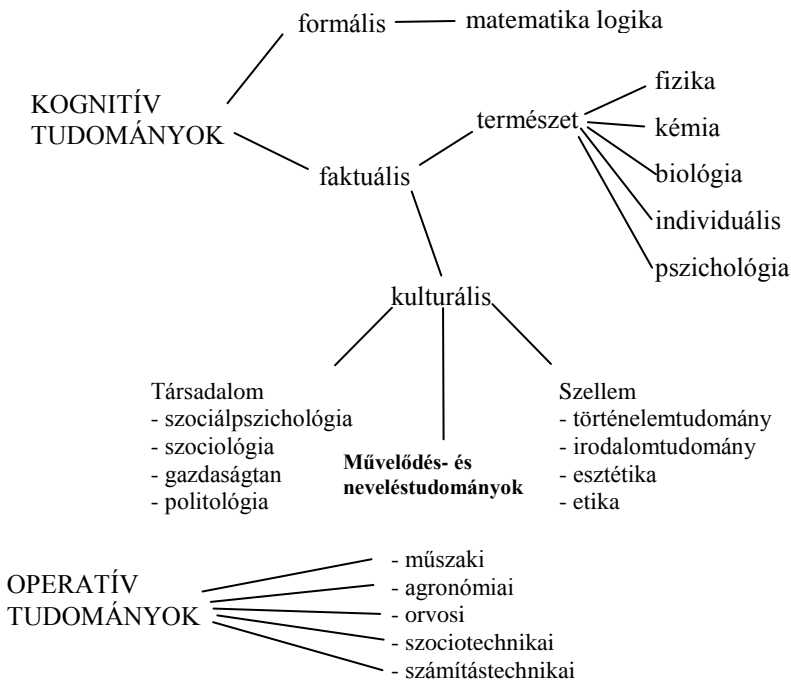 formális
matematika logika
KOGNITÍV
TUDOMÁNYOK
faktuális
természet
fizika
kémia
biológia
individuális
pszichológia
kulturális
Társadalom
- szociálpszichológia
- szociológia
- gazdaságtan
- politológia
Művelődés- és
neveléstudományok
Szellem
- történelemtudomány
- irodalomtudomány
- esztétika
- etika
OPERATÍV
TUDOMÁNYOK
- műszaki
- agronómiai
- orvosi
- szociotechnikai
- számítástechnikai